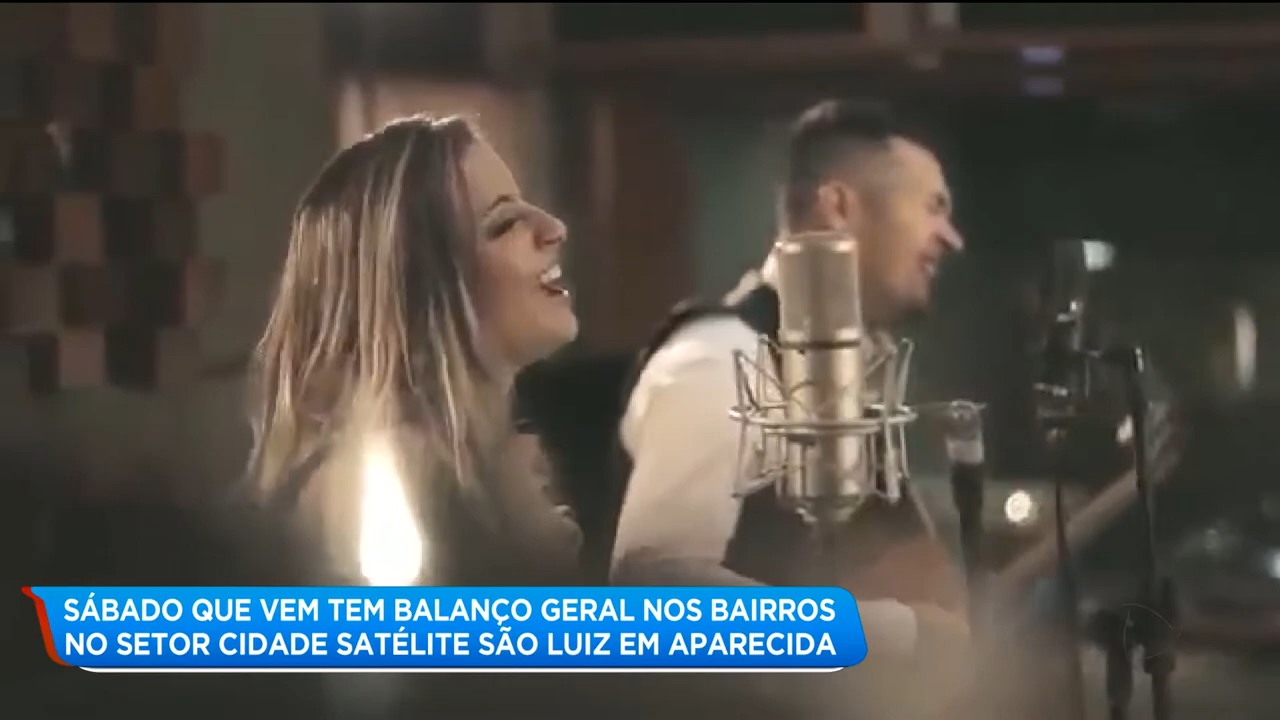 SÁBADO QUE VEM TEM BALANÇO GERAL NOS BAIRROS
NO SETOR CIDADE SATÉLITE SÃO LUIZ EM APARECIDA